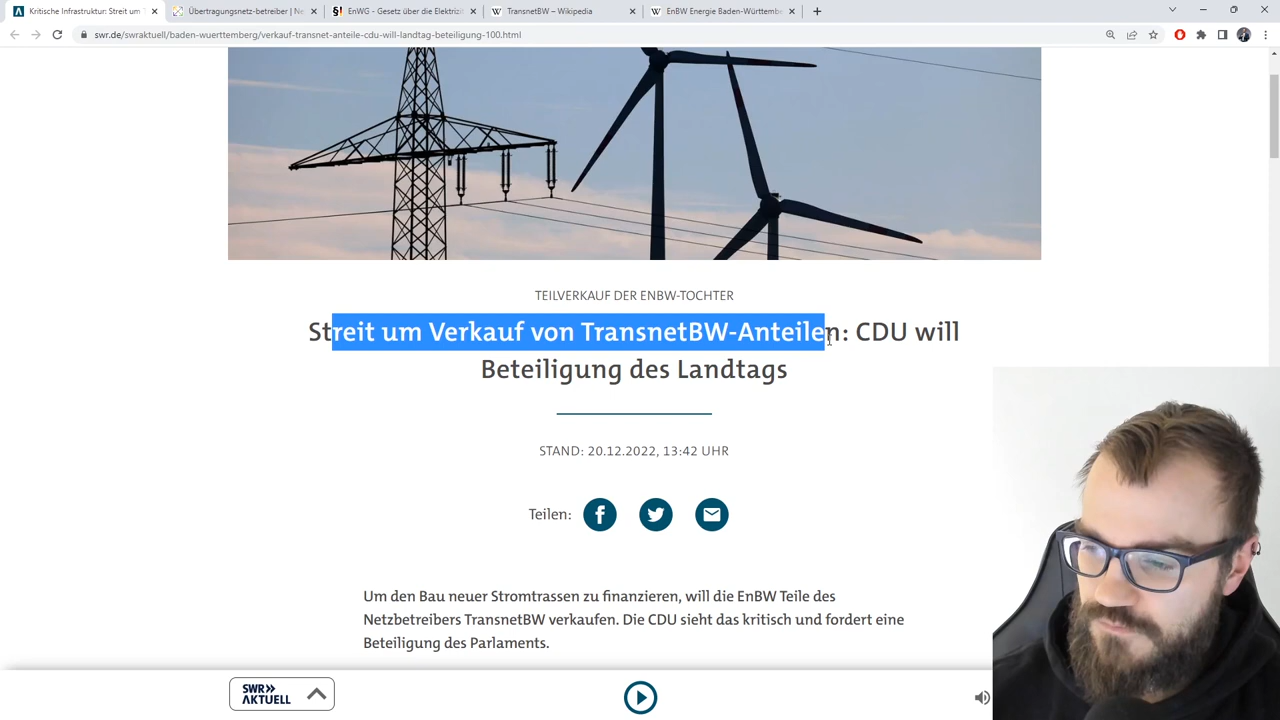 Kritische Infrastruktur: Streit um T
Übertragungsnetz-betreiber | Ne
EnWG - Gesetz über die Elektrizit
TransnetBW – Wikipedia
EnBW Energie Baden-Württemb
swr.de/swraktuell/baden-wuerttemberg/verkauf-transnet-anteile-cdu-will-landtag-beteiligung-100.html
TEILVERKAUF DER ENBW-TOCHTER
Streit um Verkauf von TransnetBW-Anteilen: CDU will
Beteiligung des Landtags
STAND: 20.12.2022, 13:42 UHR
Teilen:
Um den Bau neuer Stromtrassen zu finanzieren, will die EnBW Teile des
Netzbetreibers TransnetBW verkaufen. Die CDU sieht das kritisch und fordert eine
Beteiligung des Parlaments.
SWR»
AKTUELL